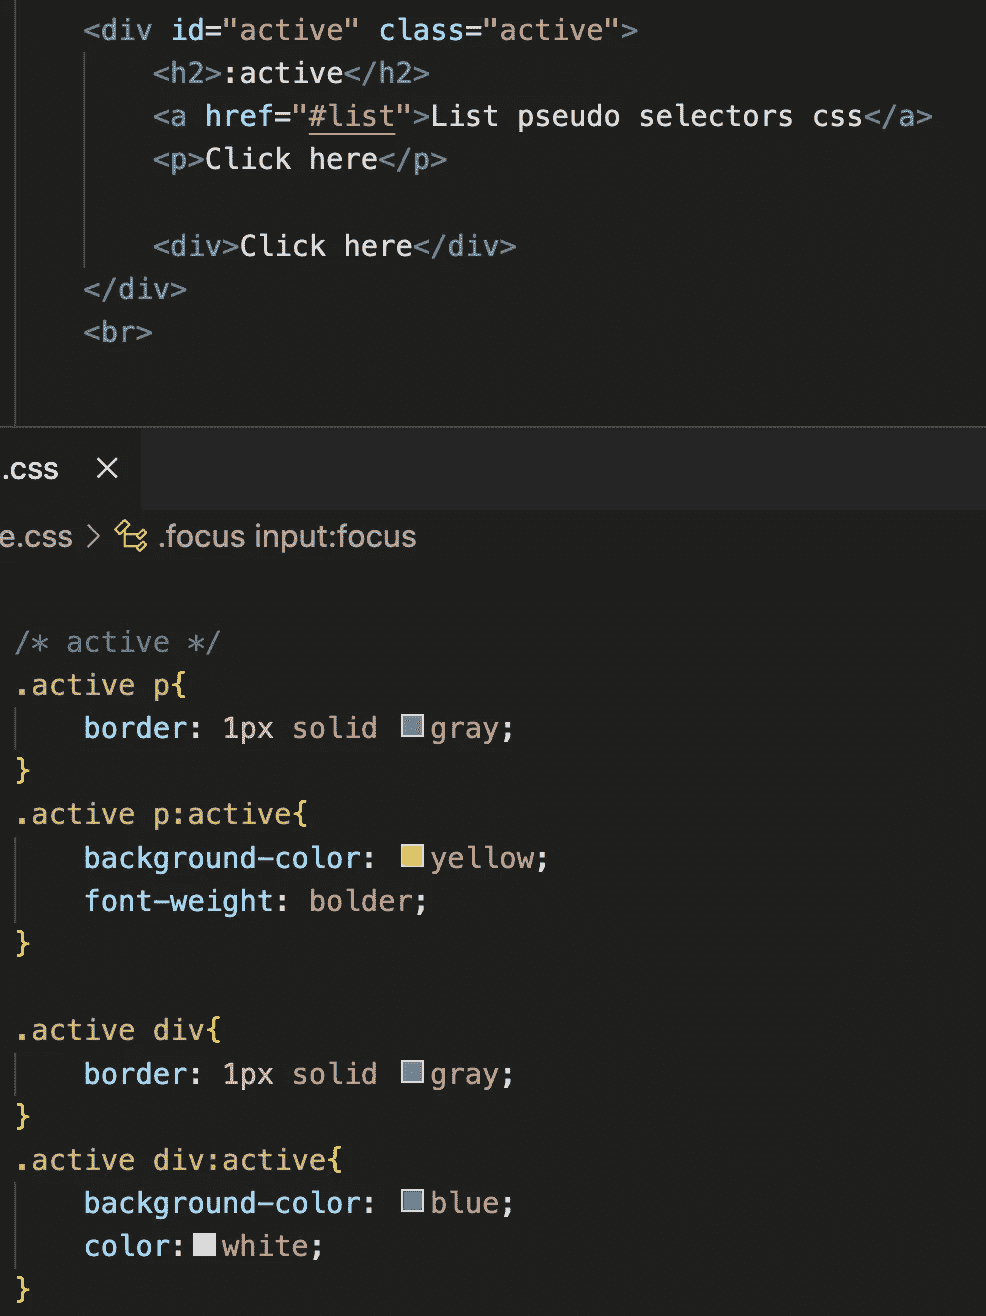 <div id="active" class="active">
<h2>:active</h2>
<a href="#list">List pseudo selectors css</a>
<p>Click here</p>
<div>Click here</div>
</div>
<br>
.css ×
e.css > .focus input:focus
/* active */
.active p{
border: 1px solid gray;
}
.active p:active{
background-color: yellow;
font-weight: bolder;
}
.active div{
border: 1px solid gray;
}
.active div:active{
background-color: blue;
color: white;
}